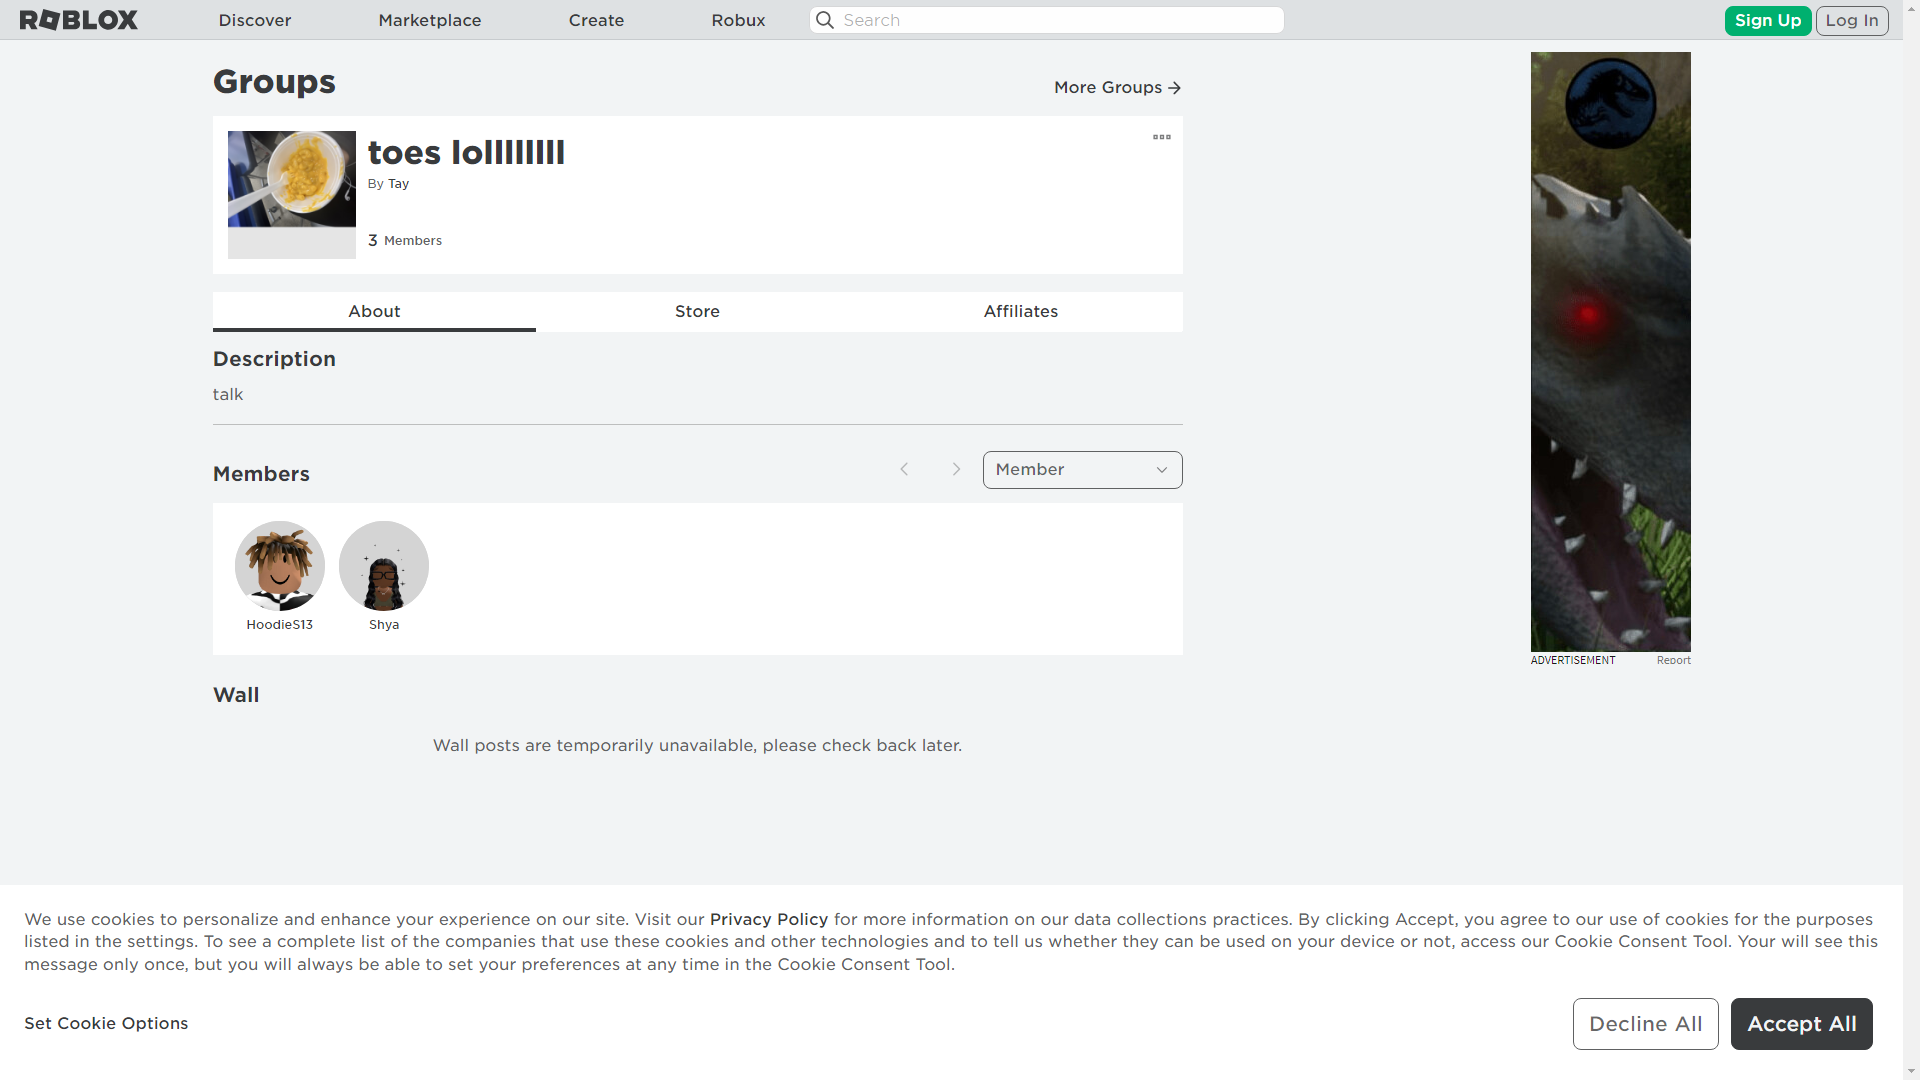 ROBLOX Discover Marketplace Create Robux Search Sign Up Log In
Groups
More Groups
toes lollllllll
By Tay
3 Members
About Store Affiliates
Description
talk
Members
Member
HoodieS13 Shya
Wall
Wall posts are temporarily unavailable, please check back later.
ADVERTISEMENT Report
We use cookies to personalize and enhance your experience on our site. Visit our Privacy Policy for more information on our data collections practices. By clicking Accept, you agree to our use of cookies for the purposes
listed in the settings. To see a complete list of the companies that use these cookies and other technologies and to tell us whether they can be used on your device or not, access our Cookie Consent Tool. Your will see this
message only once, but you will always be able to set your preferences at any time in the Cookie Consent Tool.
Set Cookie Options
Decline All Accept All